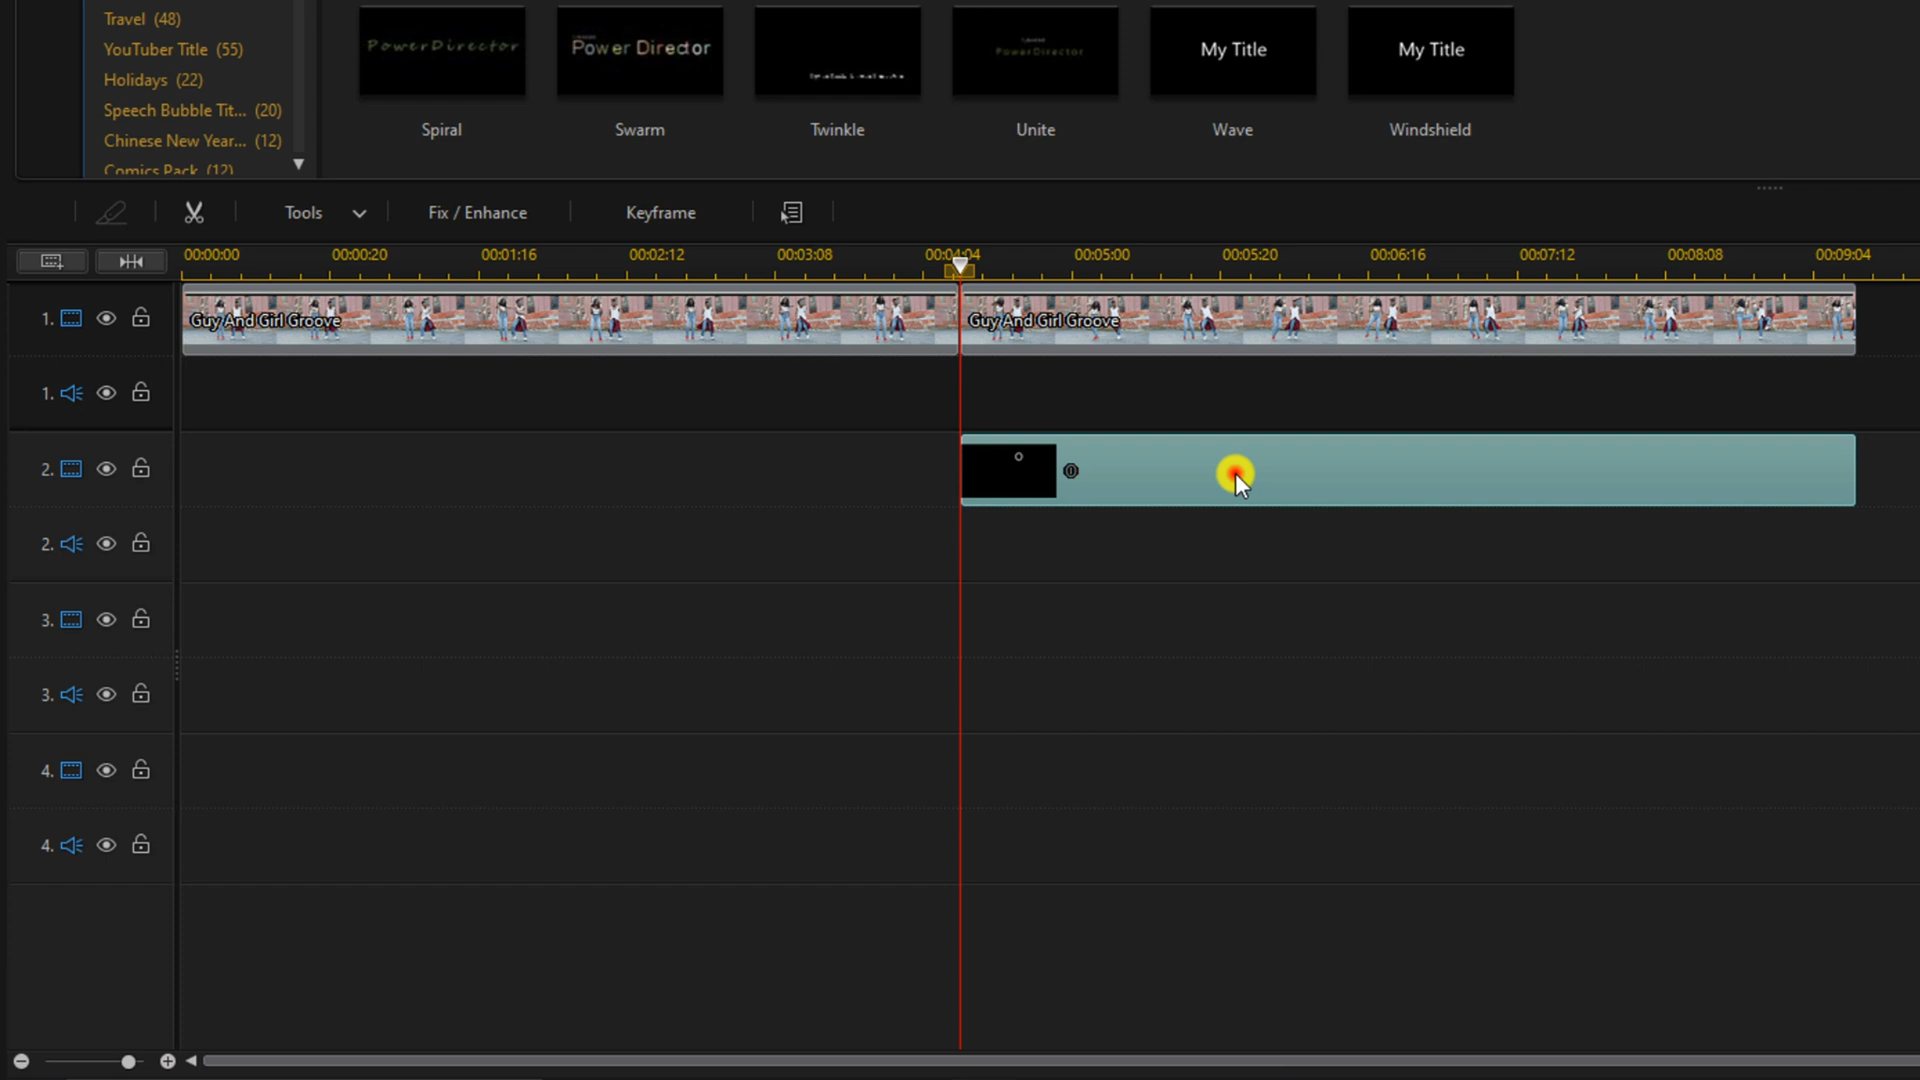 Travel (48)
YouTuber Title (55)
Holidays (22)
Speech Bubble Tit... (20)
Chinese New Year... (12)
Comics Pack (12)
PowerDirector
Power Director
PowerDirector
My Title
My Title
Spiral
Swarm
Twinkle
Unite
Wave
Windshield
Tools
Fix / Enhance
Keyframe
00:00:00
00:00:20
00:01:16
00:02:12
00:03:08
00:04:04
00:05:00
00:05:20
00:06:16
00:07:12
00:08:08
00:09:04
1.
Guy And Girl Groove
Guy And Girl Groove
1.
2.
2.
3.
3.
4.
4.